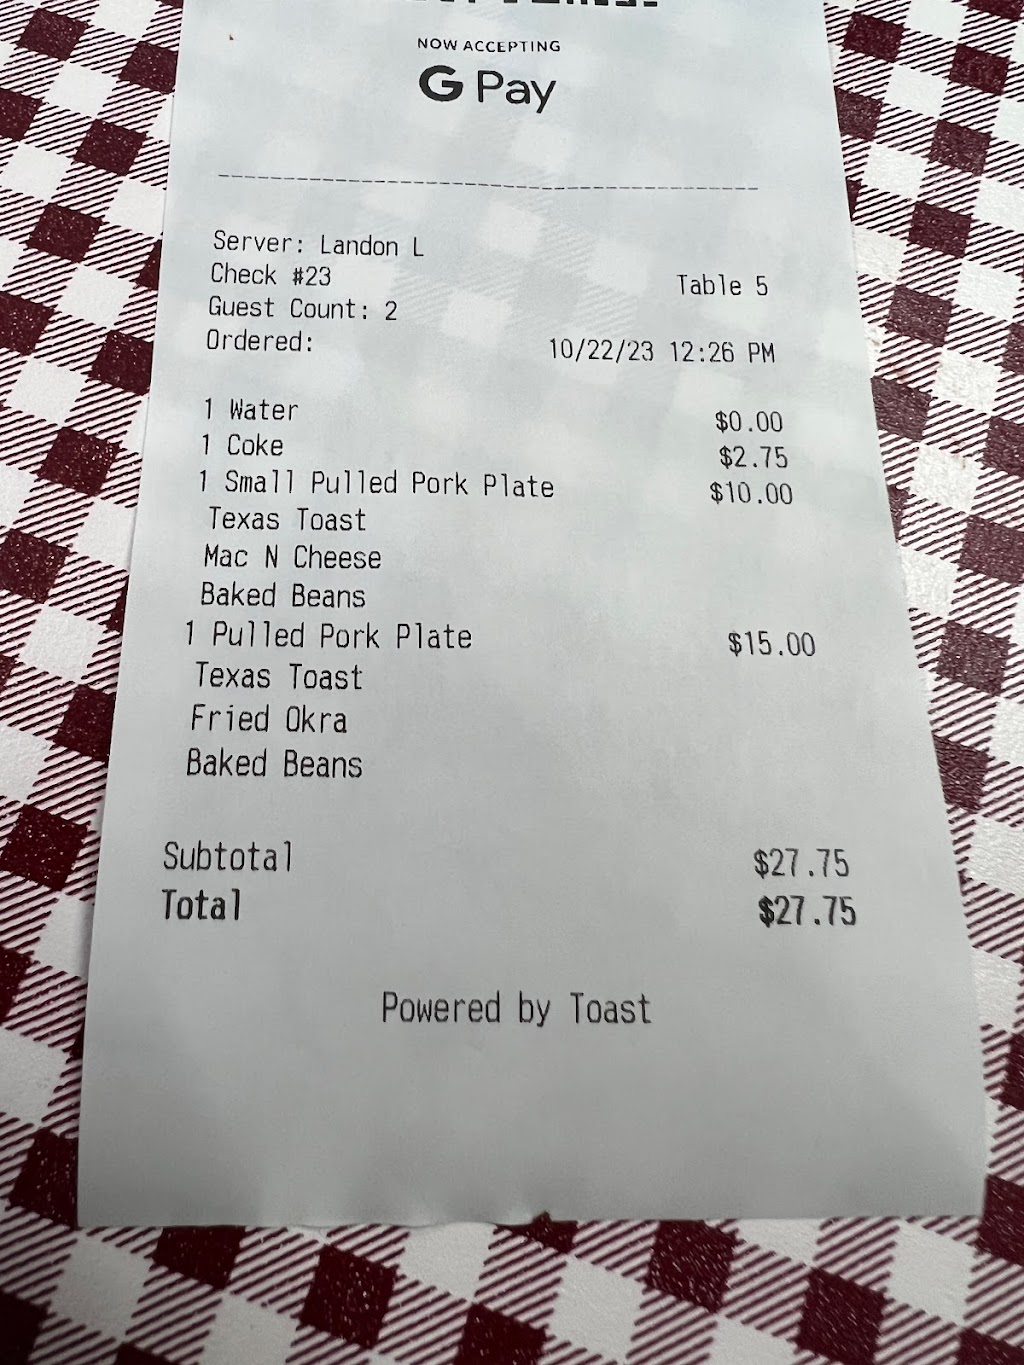 NOW ACCEPTING
G Pay
Server: Landon L
Check #23
Table 5
Guest Count: 2
Ordered:
10/22/23 12:26 PM
1 Water $0.00
1 Coke $2.75
1 Small Pulled Pork Plate $10.00
Texas Toast
Mac N Cheese
Baked Beans
1 Pulled Pork Plate $15.00
Texas Toast
Fried Okra
Baked Beans
Subtotal $27.75
Total $27.75
Powered by Toast